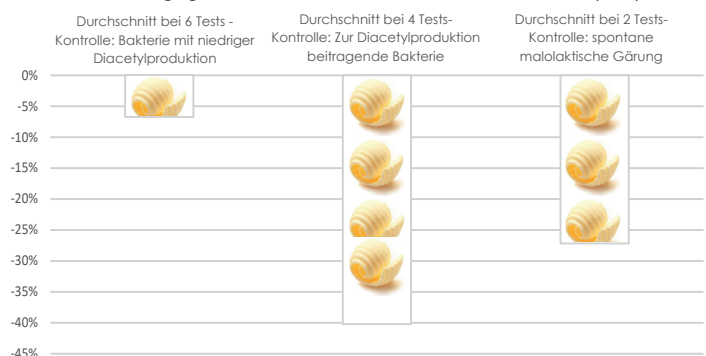 Durchschnitt bei 6 Tests -
Kontrolle: Bakterie mit niedriger
Diacetylproduktion
Durchschnitt bei 4 Tests-
Kontrolle: Zur Diacetylproduktion
beitragende Bakterie
Durchschnitt bei 2 Tests-
Kontrolle: spontane
malolaktische Gärung
0%
-5%
-10%
-15%
-20%
-25%
-30%
-35%
-40%
-45%